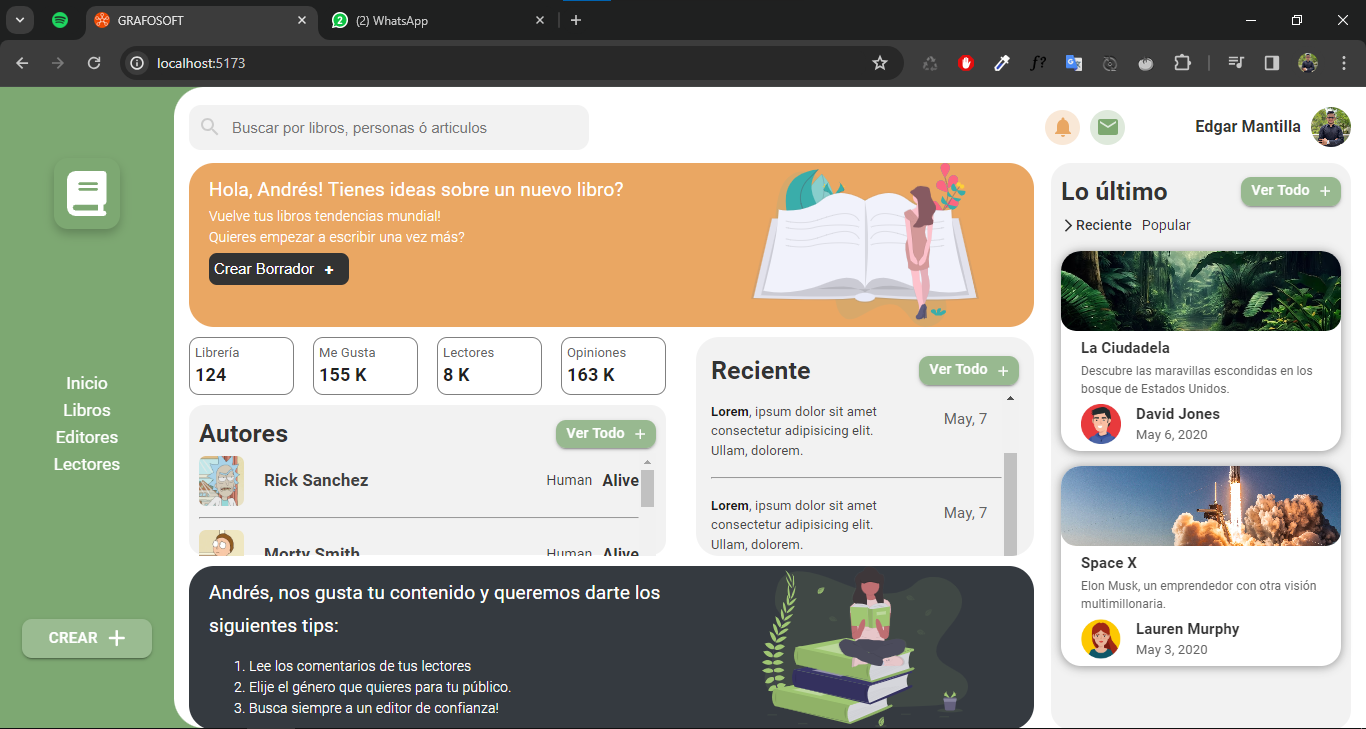 GRAFOSOFT
(2) WhatsApp
localhost:5173
Buscar por libros, personas ó articulos
Edgar Mantilla
Inicio
Libros
Editores
Lectores
CREAR
Hola, Andrés! Tienes ideas sobre un nuevo libro?
Vuelve tus libros tendencias mundial!
Quieres empezar a escribir una vez más?
Crear Borrador +
Librería
124
Me Gusta
155 K
Lectores
8 K
Opiniones
163 K
Autores
Ver Todo +
Rick Sanchez Human Alive
Morty Smith Human Alive
Reciente
Ver Todo +
Lorem, ipsum dolor sit amet
consectetur adipisicing elit.
Ullam, dolorem.
May, 7
Lorem, ipsum dolor sit amet
consectetur adipisicing elit.
Ullam, dolorem.
May, 7
Andrés, nos gusta tu contenido y queremos darte los
siguientes tips:
1. Lee los comentarios de tus lectores
2. Elije el género que quieres para tu público.
3. Busca siempre a un editor de confianza!
Lo último
Ver Todo +
Reciente Popular
La Ciudadela
Descubre las maravillas escondidas en los
bosque de Estados Unidos.
David Jones
May 6, 2020
Space X
Elon Musk, un emprendedor con otra visión
multimillonaria.
Lauren Murphy
May 3, 2020